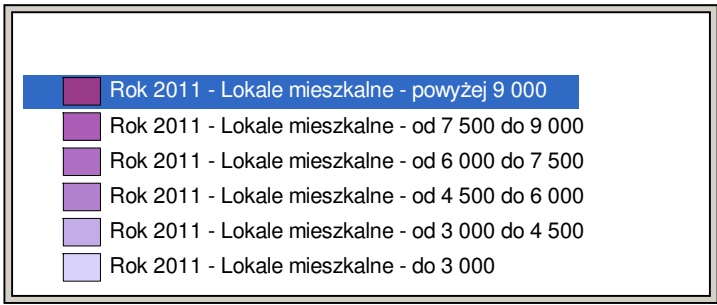 Rok 2011 - Lokale mieszkalne - powyżej 9 000
Rok 2011 - Lokale mieszkalne - od 7 500 do 9 000
Rok 2011 - Lokale mieszkalne - od 6 000 do 7 500
Rok 2011 - Lokale mieszkalne - od 4 500 do 6 000
Rok 2011 - Lokale mieszkalne - od 3 000 do 4 500
Rok 2011 - Lokale mieszkalne - do 3 000